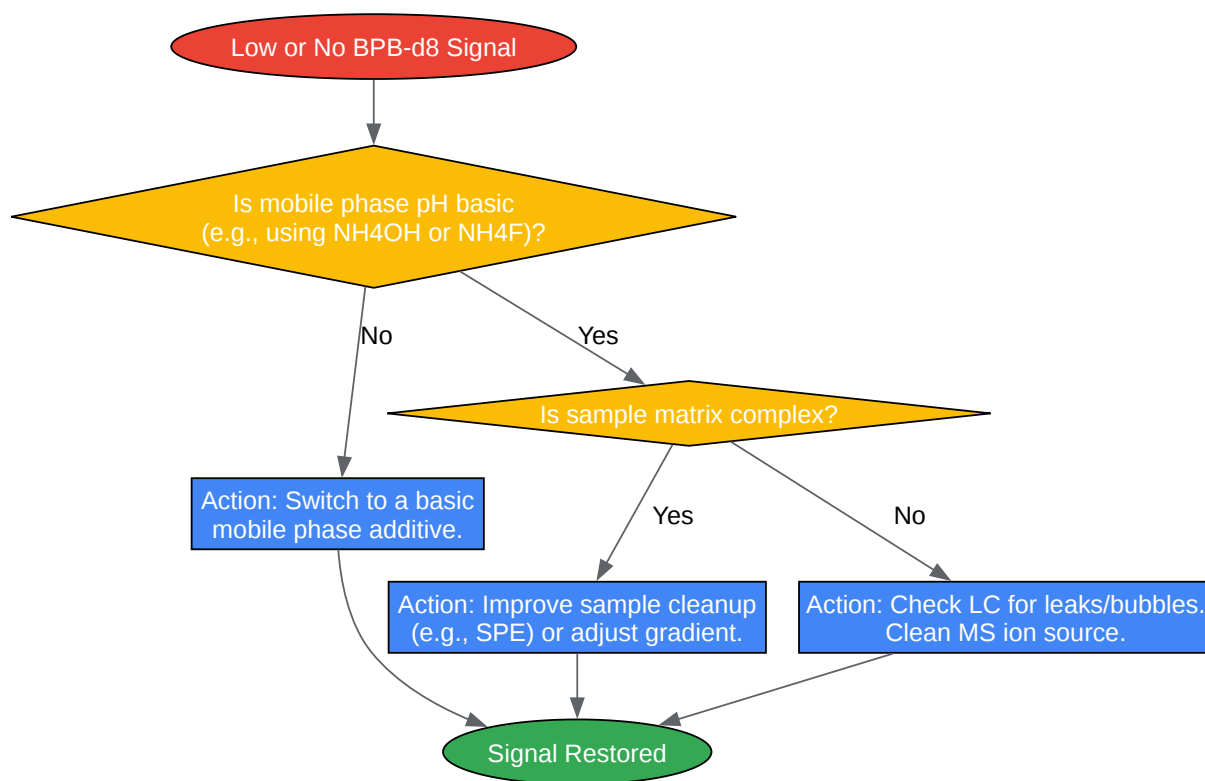 Low or No BPB-d8 Signal
Is mobile phase pH basic
(e.g., using NH4OH or NH4F)?
No
Yes
Is sample matrix complex?
Action: Switch to a basic
mobile phase additive.
Yes
No
Action: Improve sample cleanup
(e.g., SPE) or adjust gradient.
Action: Check LC for leaks/bubbles.
Clean MS ion source.
Signal Restored